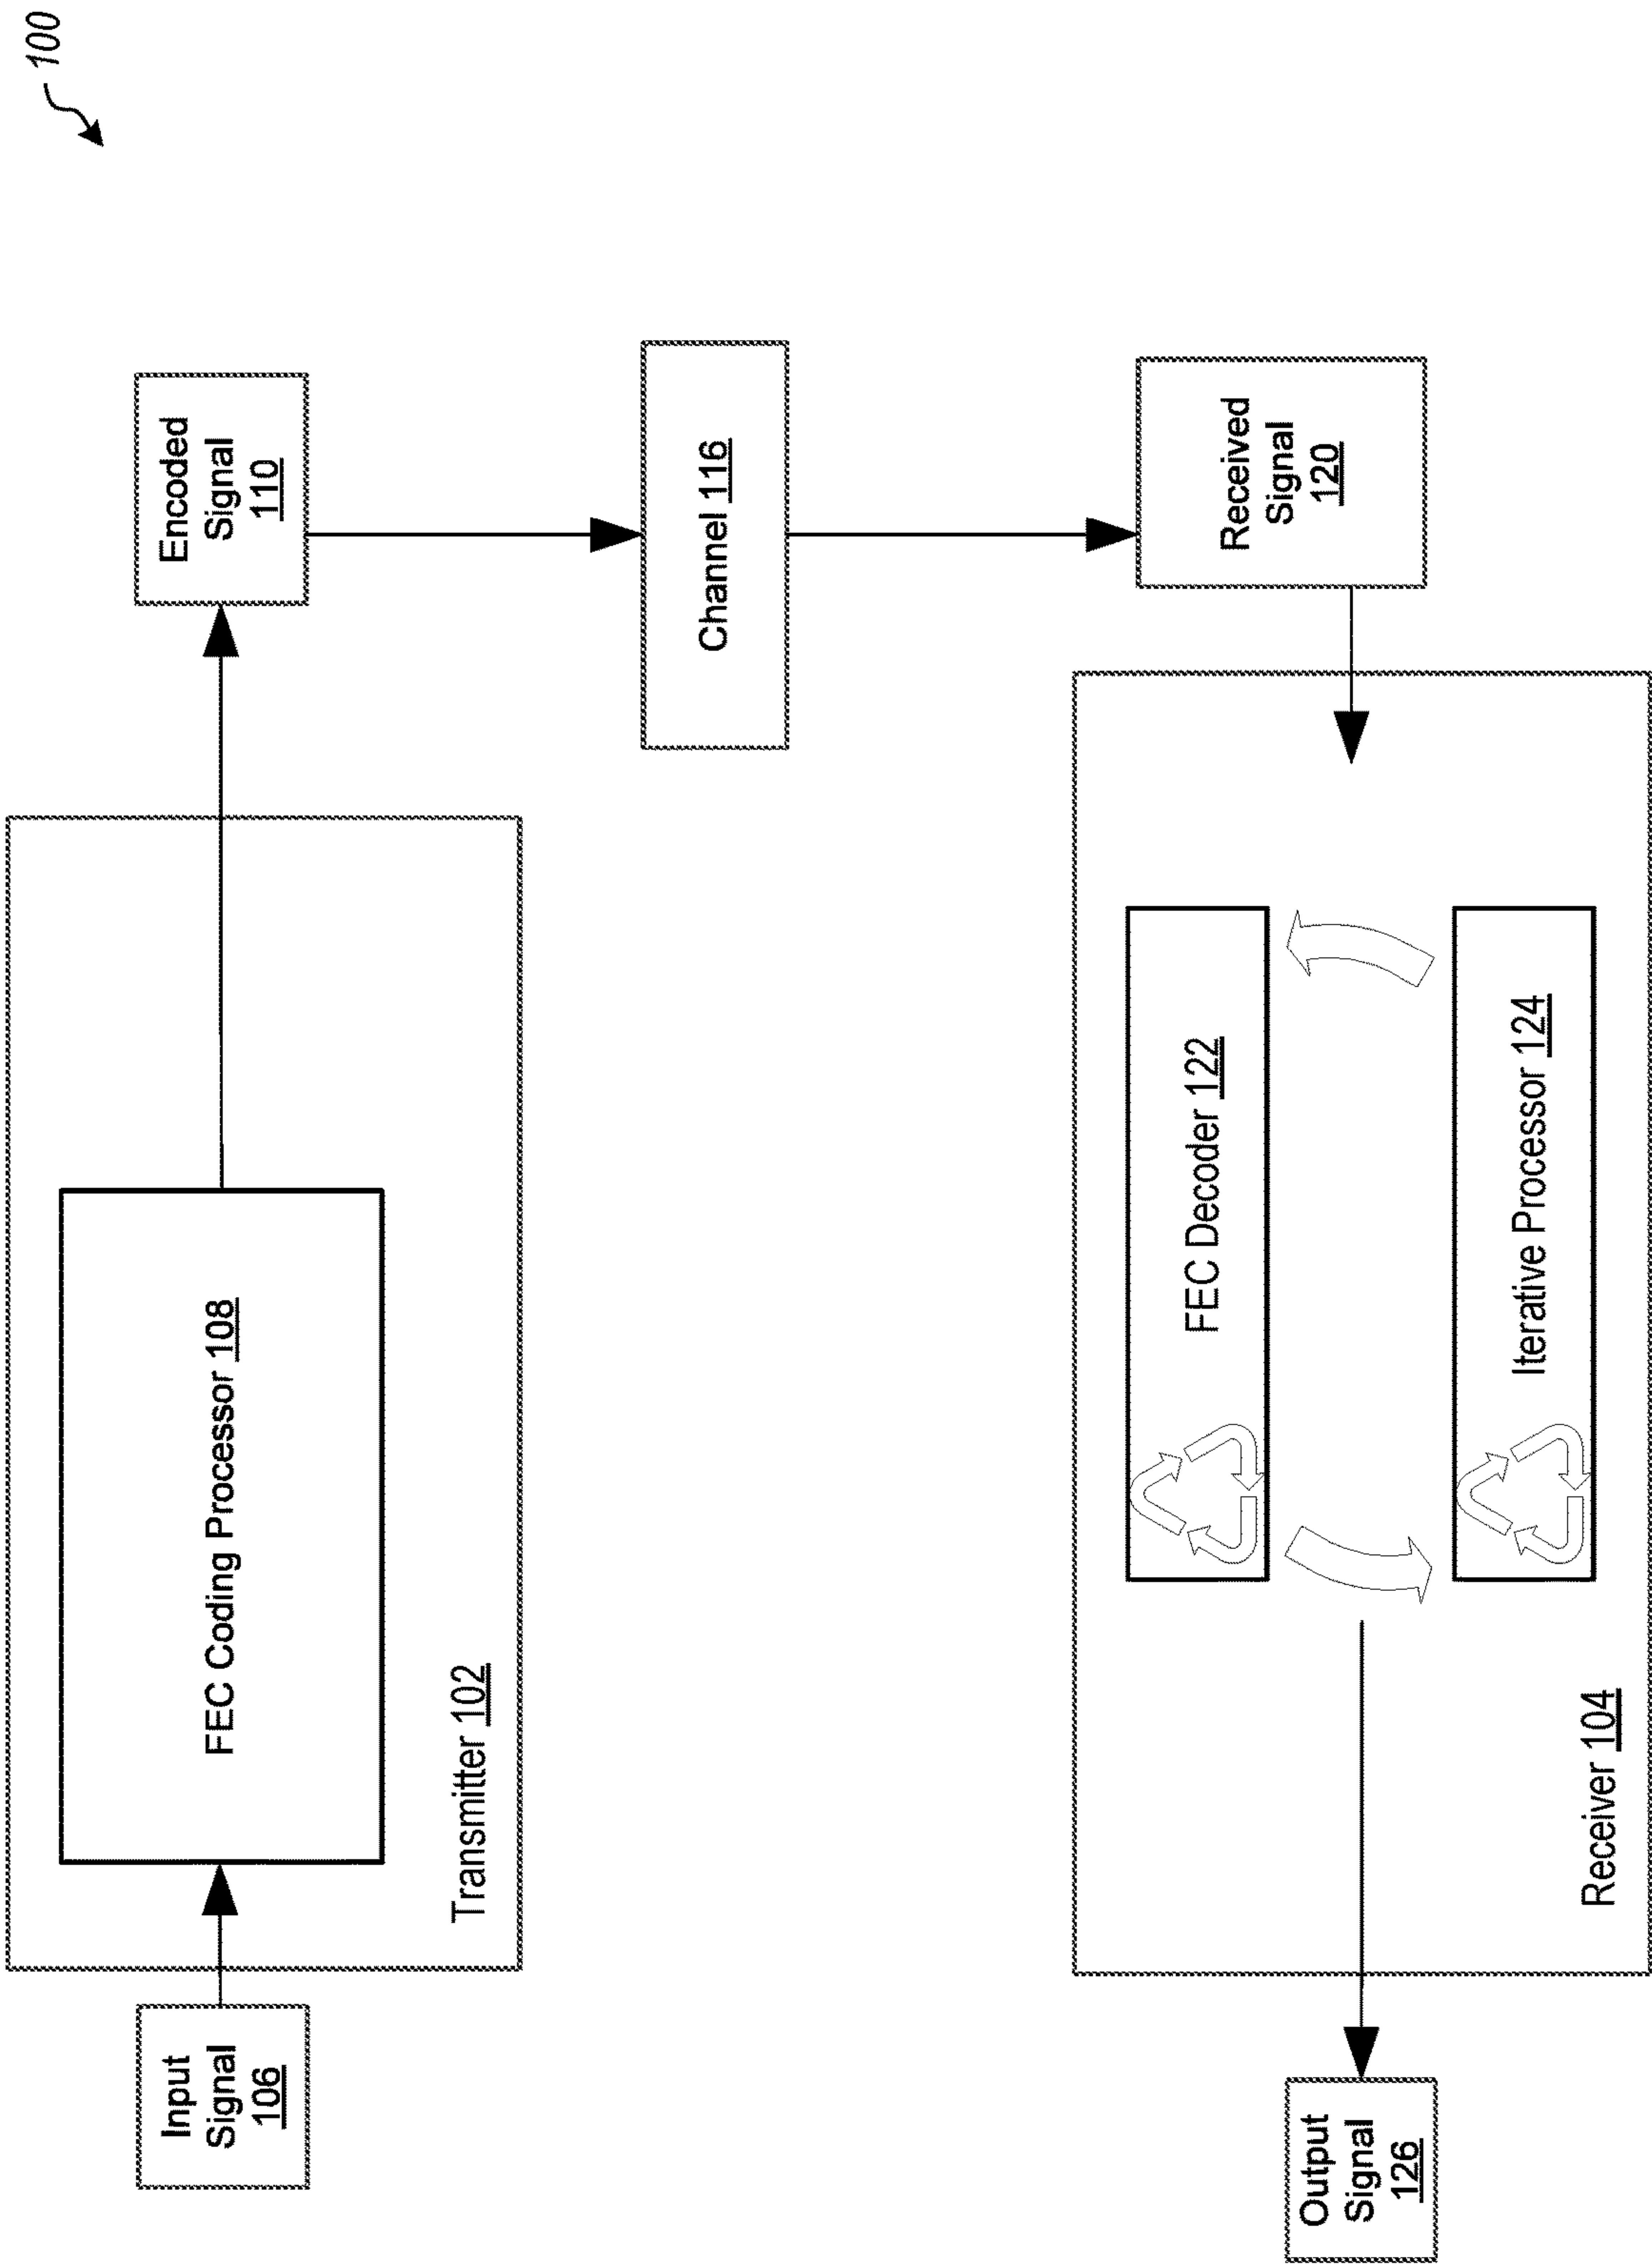 100
Input
Signal
106
FEC Coding Processor 108
Transmitter 102
Encoded
Signal
110
Channel 116
Received
Signal
120
FEC Decoder 122
Iterative Processor 124
Receiver 104
Output
Signal
126